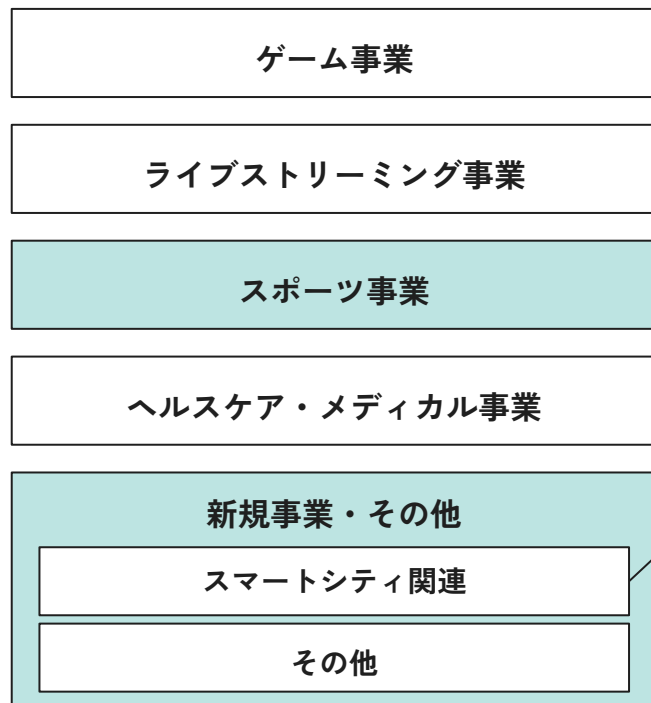 ゲーム事業
ライブストリーミング事業
スポーツ事業
ヘルスケア・メディカル事業
新規事業・その他
スマートシティ関連
その他